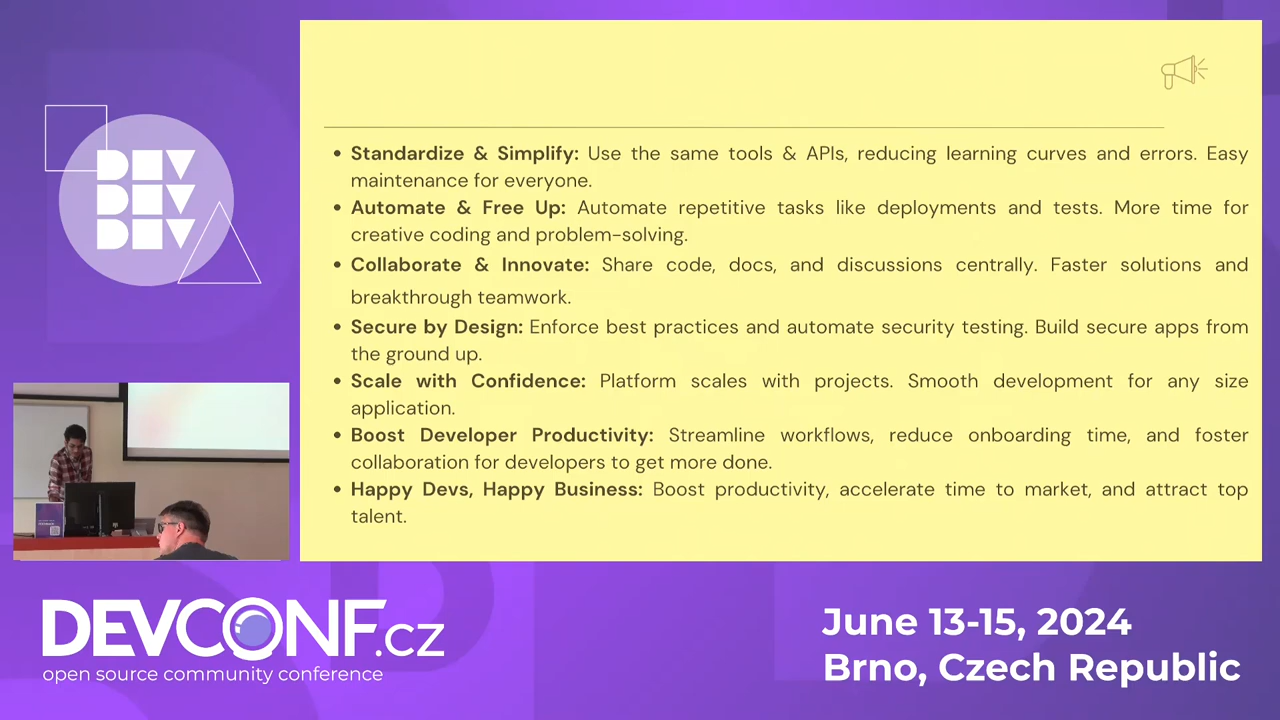 DEV
DEV
DEV
• Standardize & Simplify: Use the same tools & APIs, reducing learning curves and errors. Easy
maintenance for everyone.
• Automate & Free Up: Automate repetitive tasks like deployments and tests. More time for
creative coding and problem-solving.
• Collaborate & Innovate: Share code, docs, and discussions centrally. Faster solutions and
breakthrough teamwork.
• Secure by Design: Enforce best practices and automate security testing. Build secure apps from
the ground up.
• Scale with Confidence: Platform scales with projects. Smooth development for any size
application.
• Boost Developer Productivity: Streamline workflows, reduce onboarding time, and foster
collaboration for developers to get more done.
• Happy Devs, Happy Business: Boost productivity, accelerate time to market, and attract top
talent.
DEVCONF.cz
open source community conference
June 13-15, 2024
Brno, Czech Republic